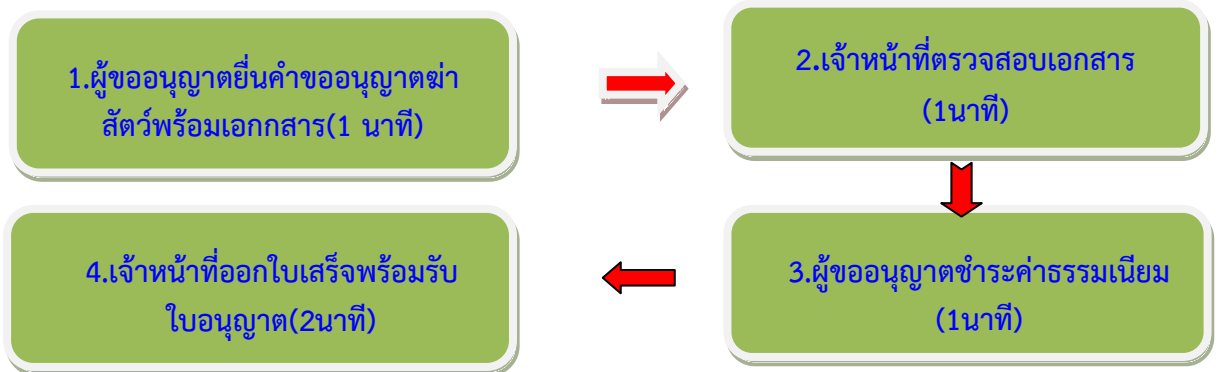 1.ผู้ขออนุญาตยื่นคำขออนุญาตฆ่า
สัตว์พร้อมเอกกสาร(1 นาที)
2.เจ้าหน้าที่ตรวจสอบเอกสาร
(1นาที)
3.ผู้ขออนุญาตชำระค่าธรรมเนียม
(1นาที)
4.เจ้าหน้าที่ออกใบเสร็จพร้อมรับ
ใบอนุญาต(2นาที)